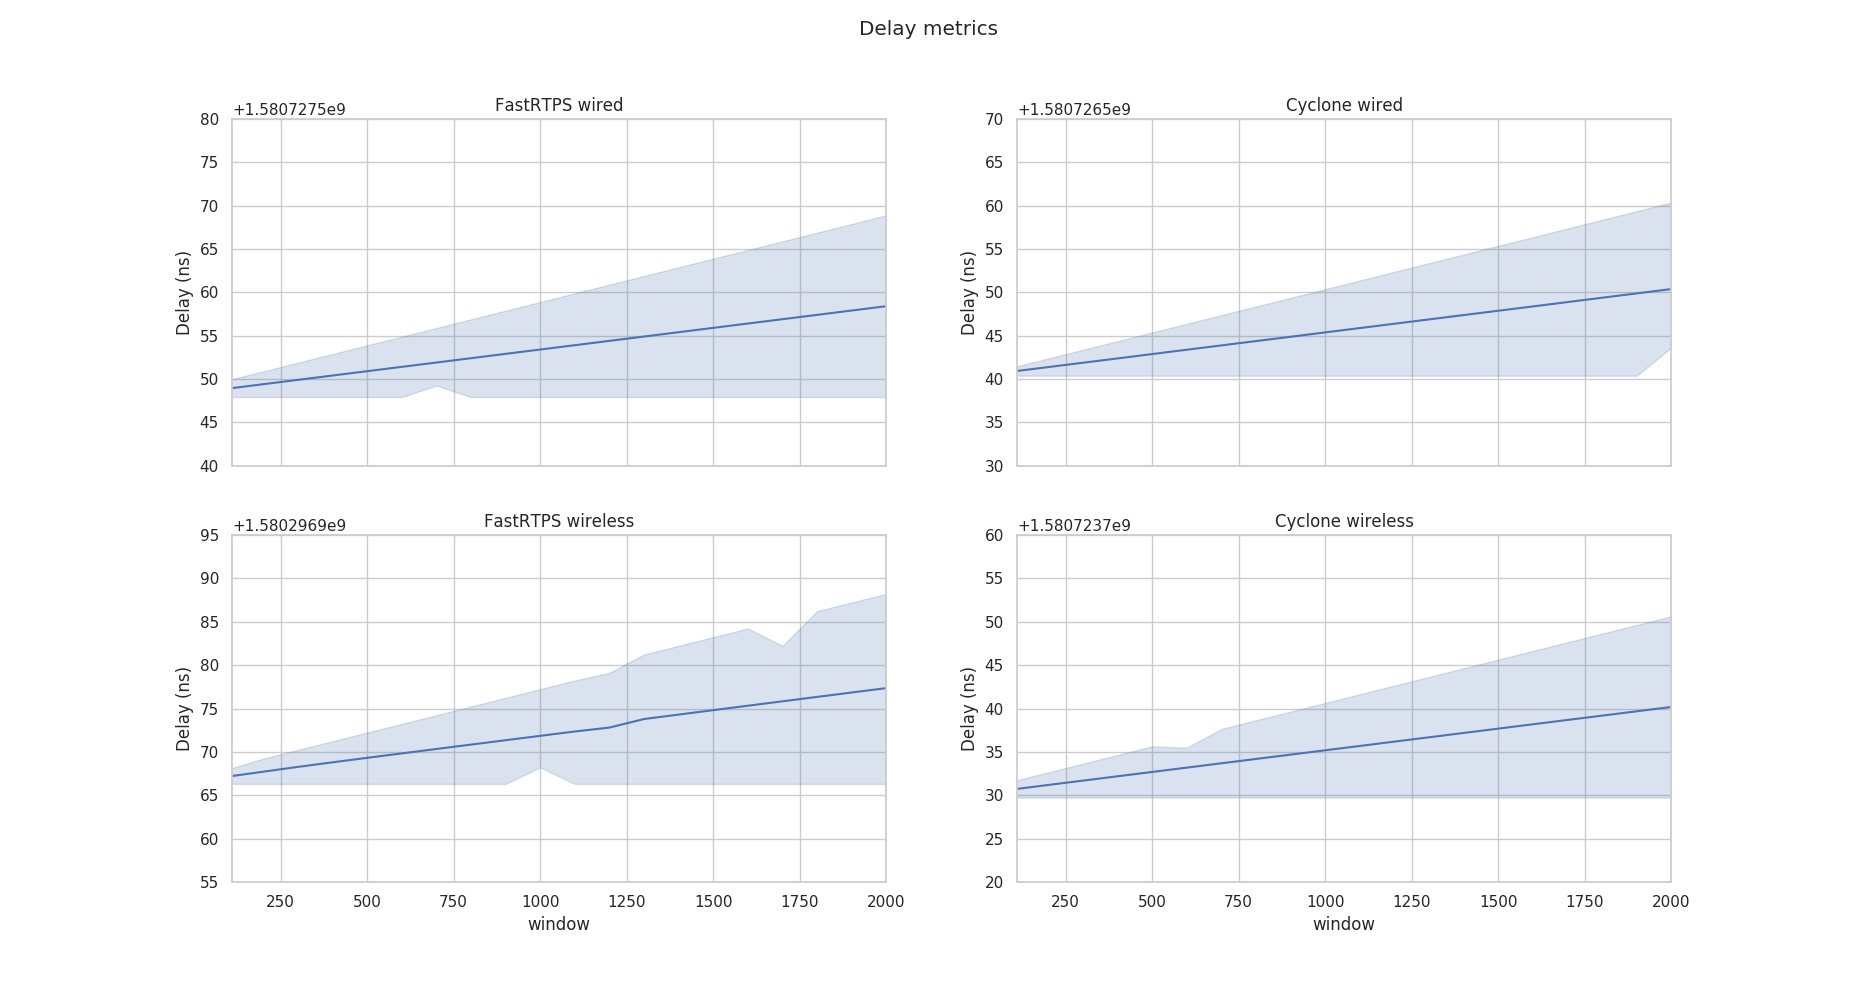 Delay metrics
FastRTPS wired
+1.5807275e9
Delay (ns)
80
75
70
65
60
55
50
45
40
Cyclone wired
+1.5807265e9
Delay (ns)
70
65
60
55
50
45
40
35
30
FastRTPS wireless
+1.5802969e9
Delay (ns)
95
90
85
80
75
70
65
60
55
250 500 750 1000 1250 1500 1750 2000
window
Cyclone wireless
+1.5807237e9
Delay (ns)
60
55
50
45
40
35
30
25
20
250 500 750 1000 1250 1500 1750 2000
window